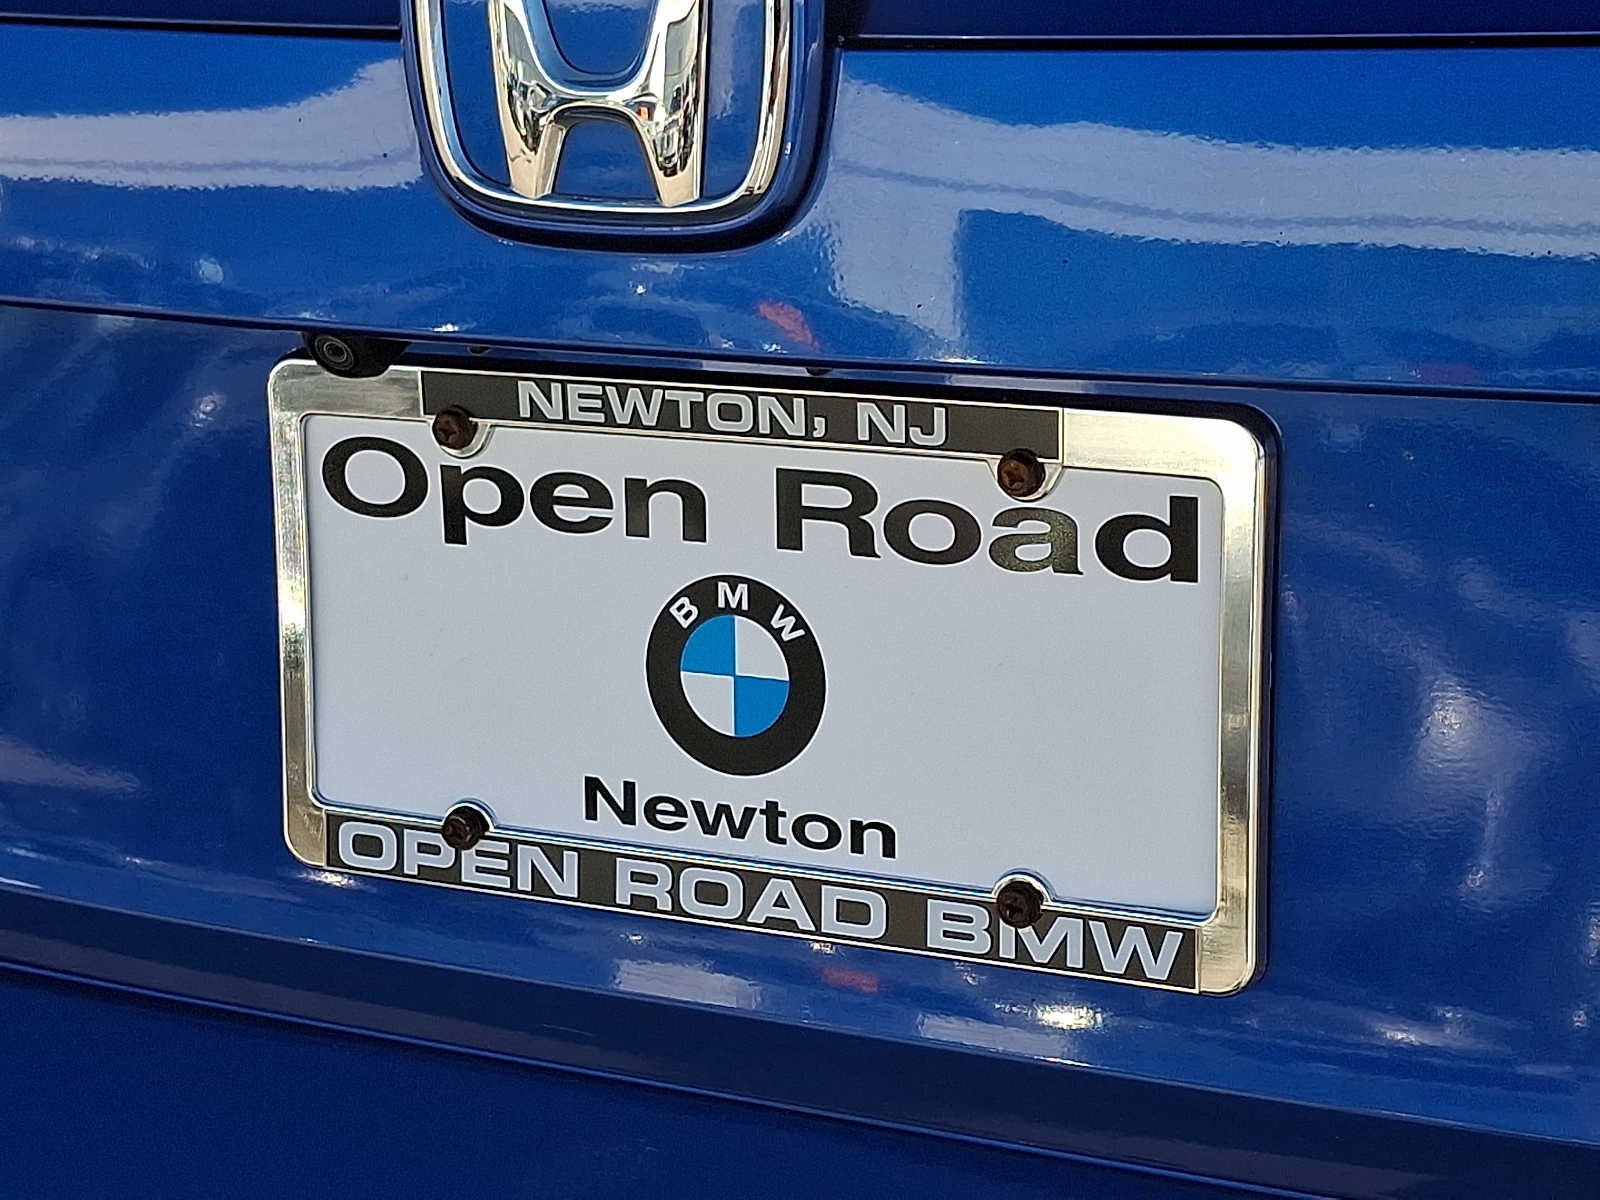 NEWTON, NJ
Open Road
BMW
Newton
OPEN ROAD BMW